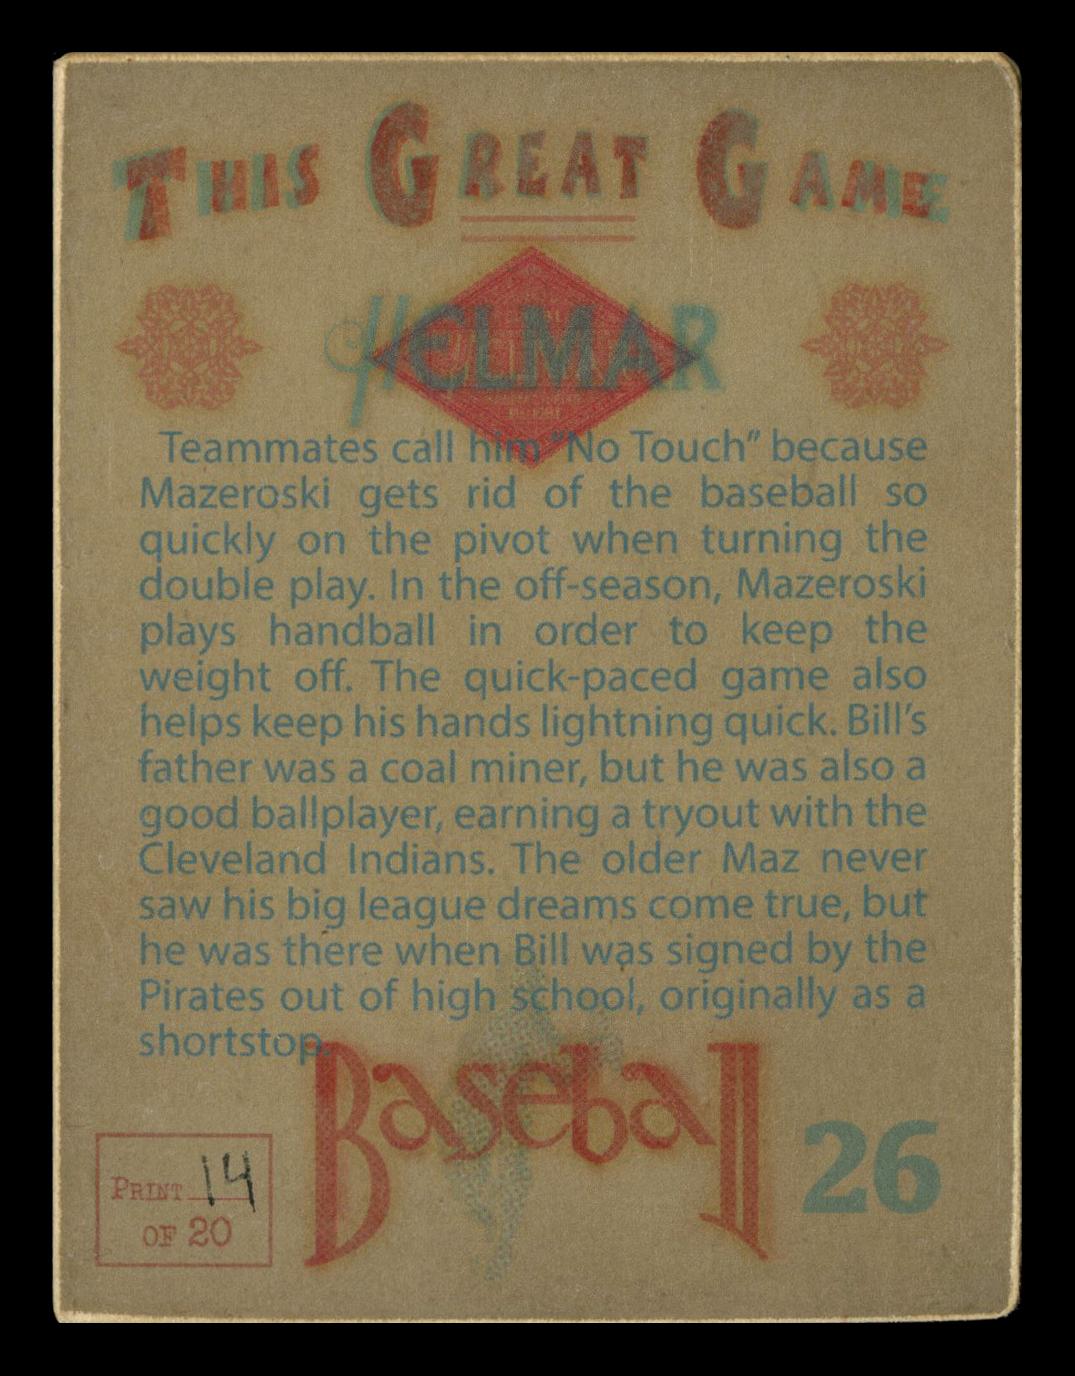 THIS GREAT GAME
HELMAR
Teammates call him "No Touch" because
Mazeroski gets rid of the baseball so
quickly on the pivot when turning the
double play. In the off-season, Mazeroski
plays handball in order to keep the
weight off. The quick-paced game also
helps keep his hands lightning quick. Bill's
father was a coal miner, but he was also a
good ballplayer, earning a tryout with the
Cleveland Indians. The older Maz never
saw his big league dreams come true, but
he was there when Bill was signed by the
Pirates out of high school, originally as a
shortstop.
Baseball
26
PRINT 14
OF 20